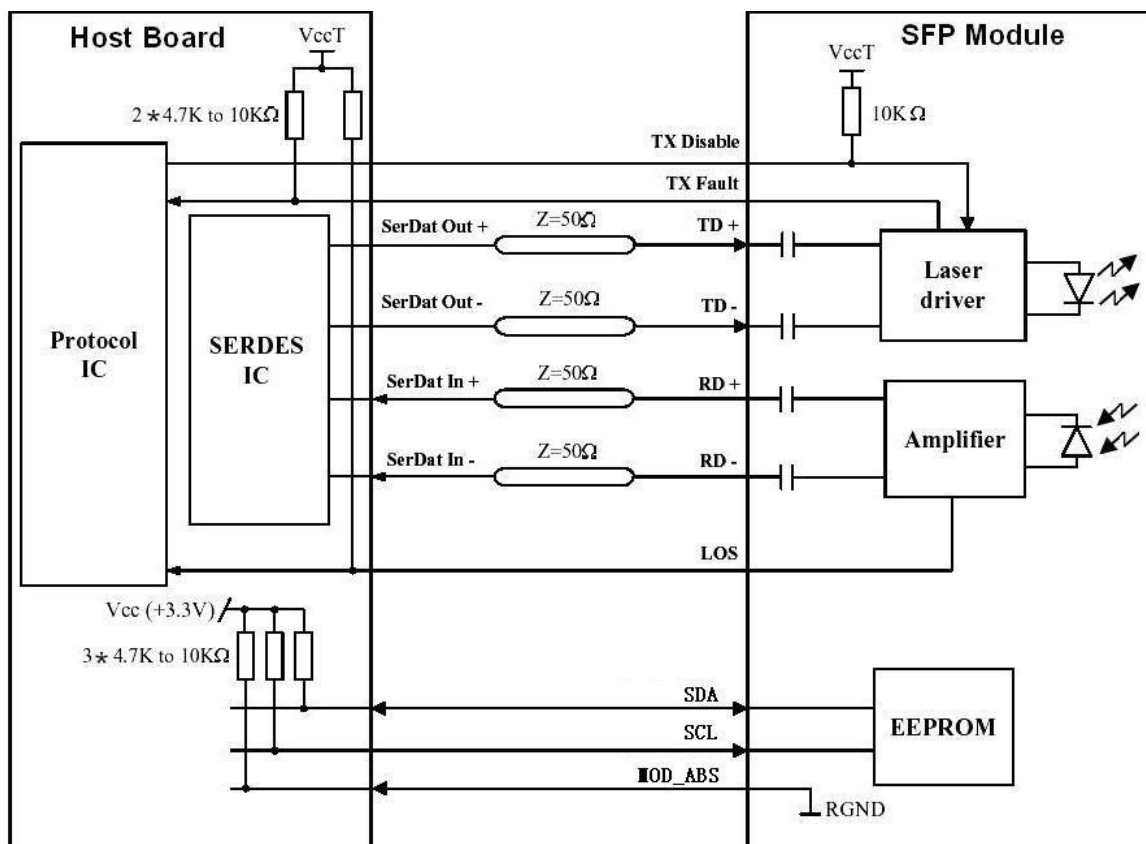 Host Board
SFP Module
VccT
VccT
2*4.7K to 10KΩ
10KΩ
TX Disable
TX Fault
SerDat Out +
Z=50Ω
TD +
Laser
driver
SerDat Out -
Z=50Ω
TD -
Protocol
IC
SERDES
IC
SerDat In +
Z=50Ω
RD +
Amplifier
SerDat In -
Z=50Ω
RD -
LOS
Vcc (+3.3V)
3*4.7K to 10KΩ
SDA
SCL
EEPROM
MOD_ABS
RGND